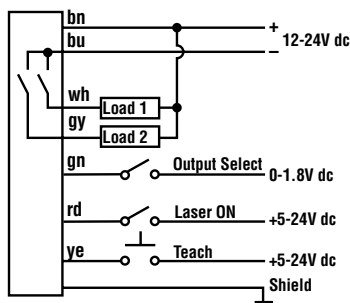 bn
+
12-24V dc
bu
–
wh
Load 1
gy
Load 2
gn
Output Select
0-1.8V dc
rd
Laser ON
+5-24V dc
ye
Teach
+5-24V dc
Shield